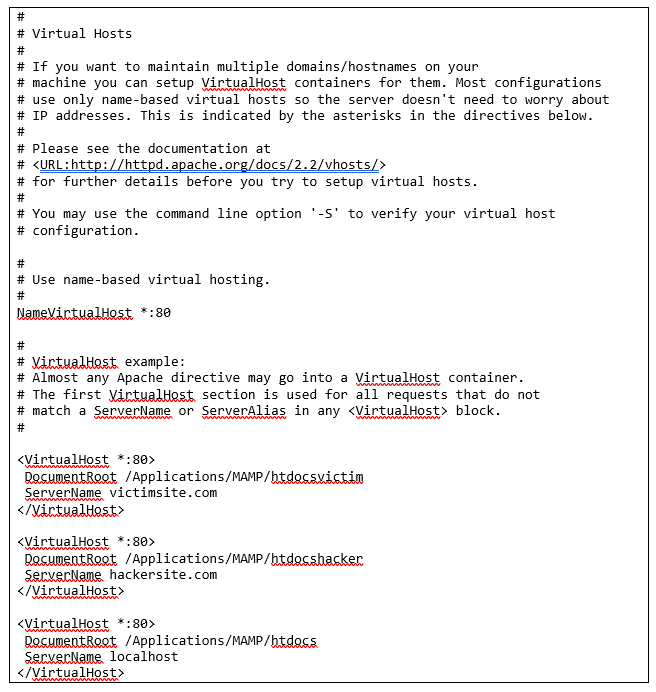 #
# Virtual Hosts
#
# If you want to maintain multiple domains/hostnames on your
# machine you can setup VirtualHost containers for them. Most configurations
# use only name-based virtual hosts so the server doesn't need to worry about
# IP addresses. This is indicated by the asterisks in the directives below.
#
# Please see the documentation at
# <URL:http://httpd.apache.org/docs/2.2/vhosts/>
# for further details before you try to setup virtual hosts.
#
# You may use the command line option '-S' to verify your virtual host
# configuration.

#
# Use name-based virtual hosting.
#
NameVirtualHost *:80

#
# VirtualHost example:
# Almost any Apache directive may go into a VirtualHost container.
# The first VirtualHost section is used for all requests that do not
# match a ServerName or ServerAlias in any <VirtualHost> block.
#

<VirtualHost *:80>
 DocumentRoot /Applications/MAMP/htdocsvictim
 ServerName victimsite.com
</VirtualHost>

<VirtualHost *:80>
 DocumentRoot /Applications/MAMP/htdocshacker
 ServerName hackersite.com
</VirtualHost>

<VirtualHost *:80>
 DocumentRoot /Applications/MAMP/htdocs
 ServerName localhost
</VirtualHost>